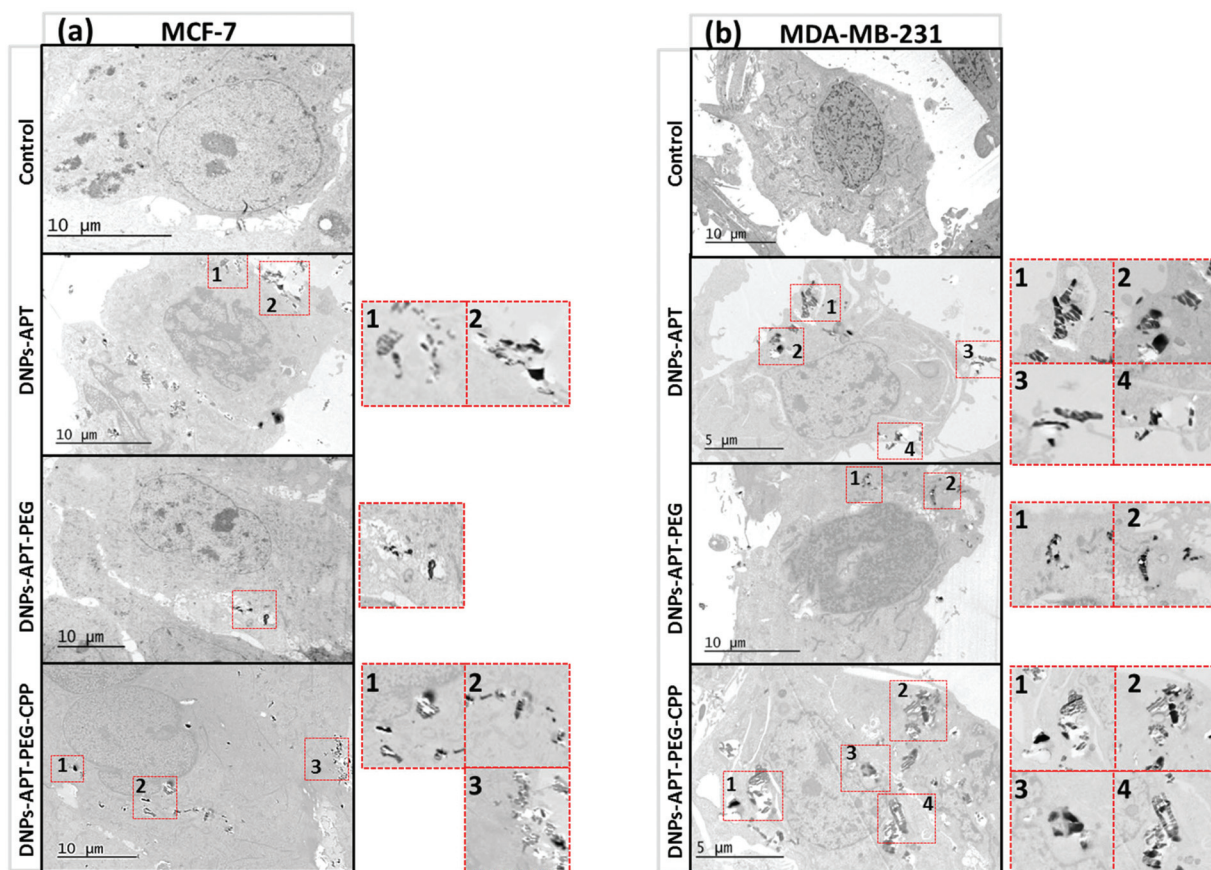 (a) MCF-7
Control
10 µm
DNPs-APT
1
2
10 µm
1 2
DNPs-APT-PEG
10 µm
DNPs-APT-PEG-CPP
1
2
3
10 µm
1 2
3
(b) MDA-MB-231
Control
10 µm
DNPs-APT
1
2
3
4
5 µm
1 2
3 4
DNPs-APT-PEG
1 2
10 µm
1 2
DNPs-APT-PEG-CPP
2
3
1
4
5 µm
1 2
3 4